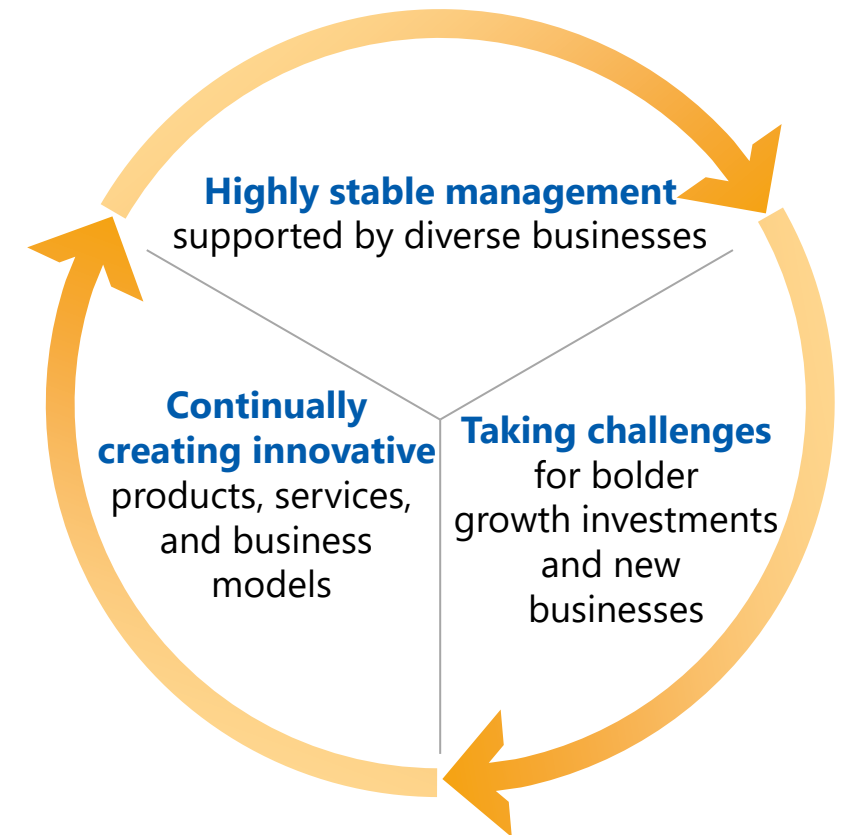 Highly stable management
supported by diverse businesses
Taking challenges
for bolder
growth investments
and new
businesses
Continually
creating innovative
products, services,
and business
models